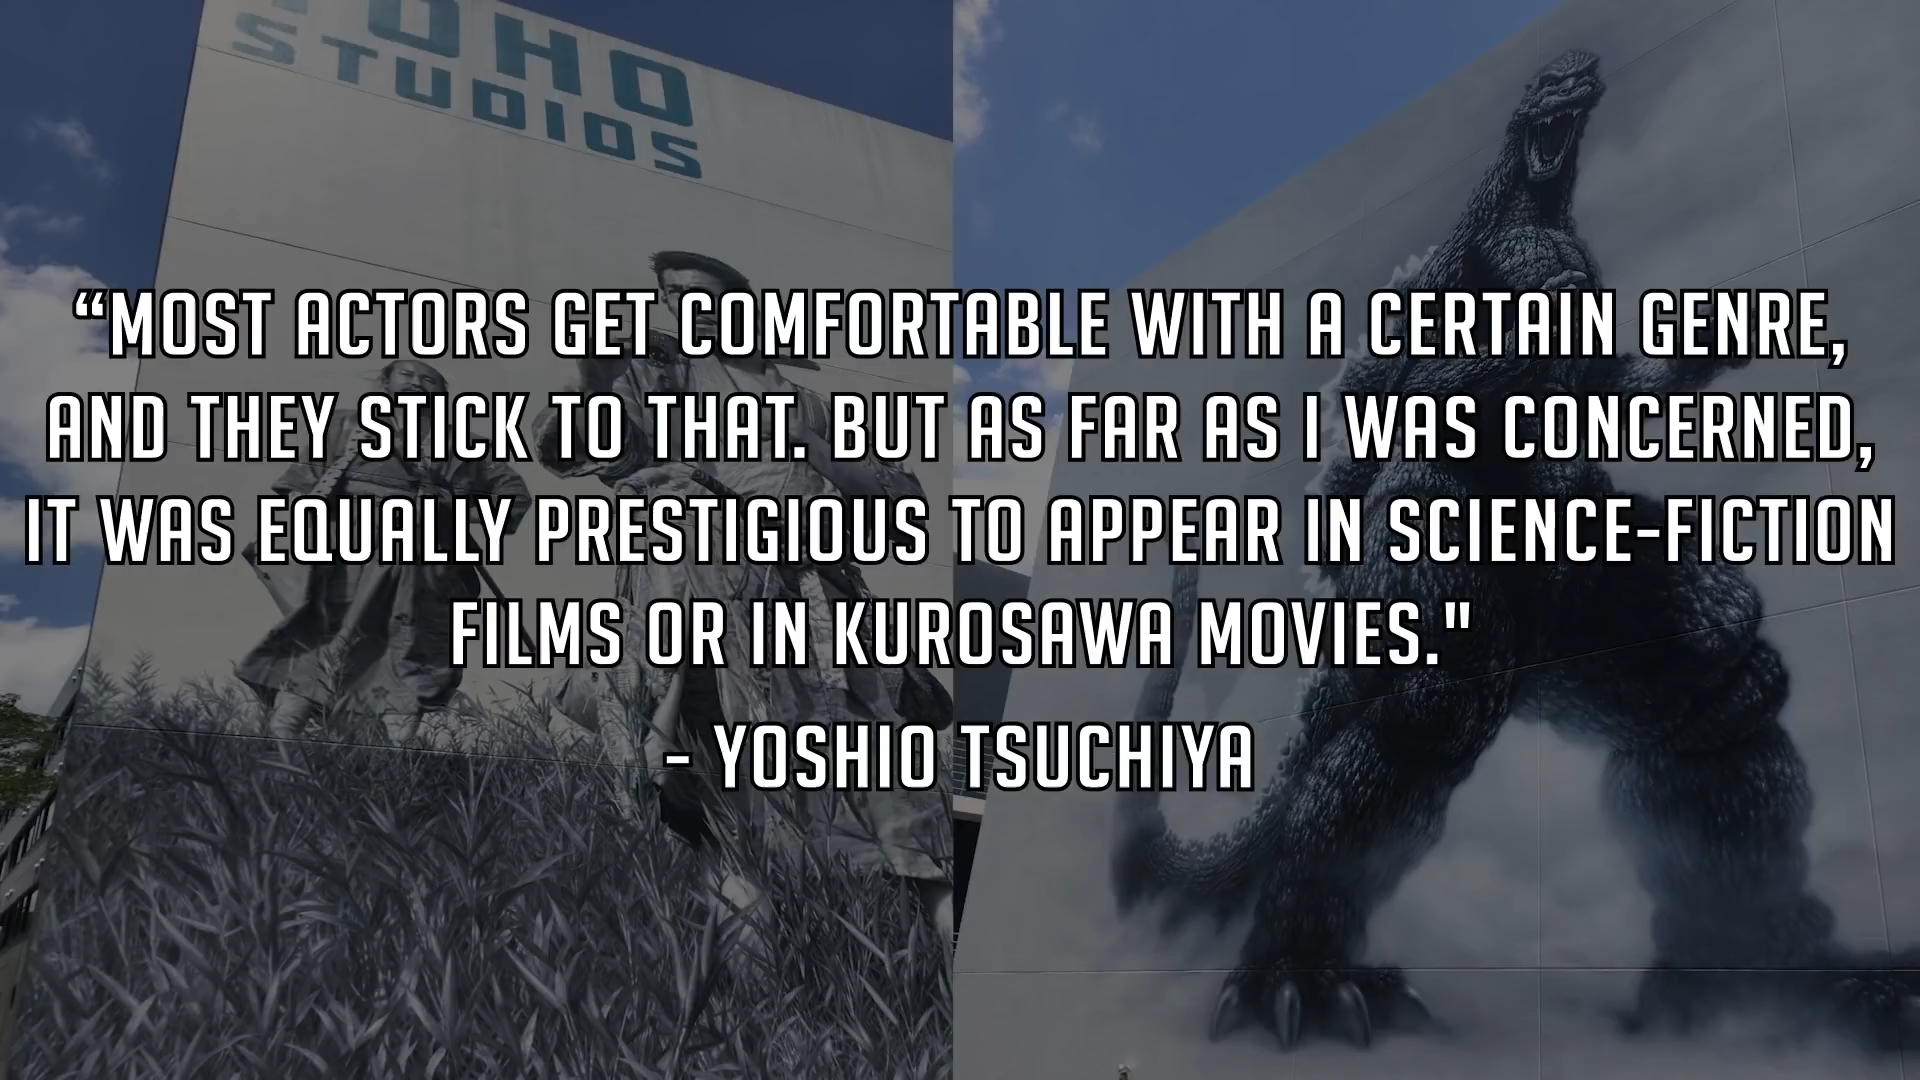 OHO
STUDIOS
“MOST ACTORS GET COMFORTABLE WITH A CERTAIN GENRE,
AND THEY STICK TO THAT. BUT AS FAR AS I WAS CONCERNED,
IT WAS EQUALLY PRESTIGIOUS TO APPEAR IN SCIENCE-FICTION
FILMS OR IN KUROSAWA MOVIES."
- YOSHIO TSUCHIYA